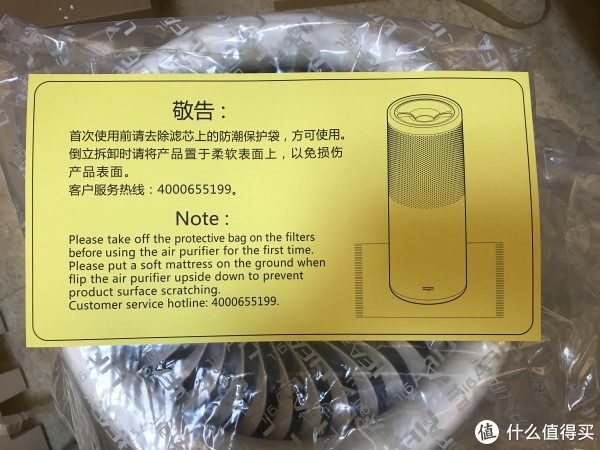 敬告：
首次使用前请去除滤芯上的防潮保护袋，方可使用。
倒立拆卸时请将产品置于柔软表面上，以免损伤
产品表面。
客户服务热线：4000655199。
Note :
Please take off the protective bag on the filters
before using the air purifier for the first time.
Please put a soft mattress on the ground when
flip the air purifier upside down to prevent
product surface scratching.
Customer service hotline: 4000655199.
值 什么值得买